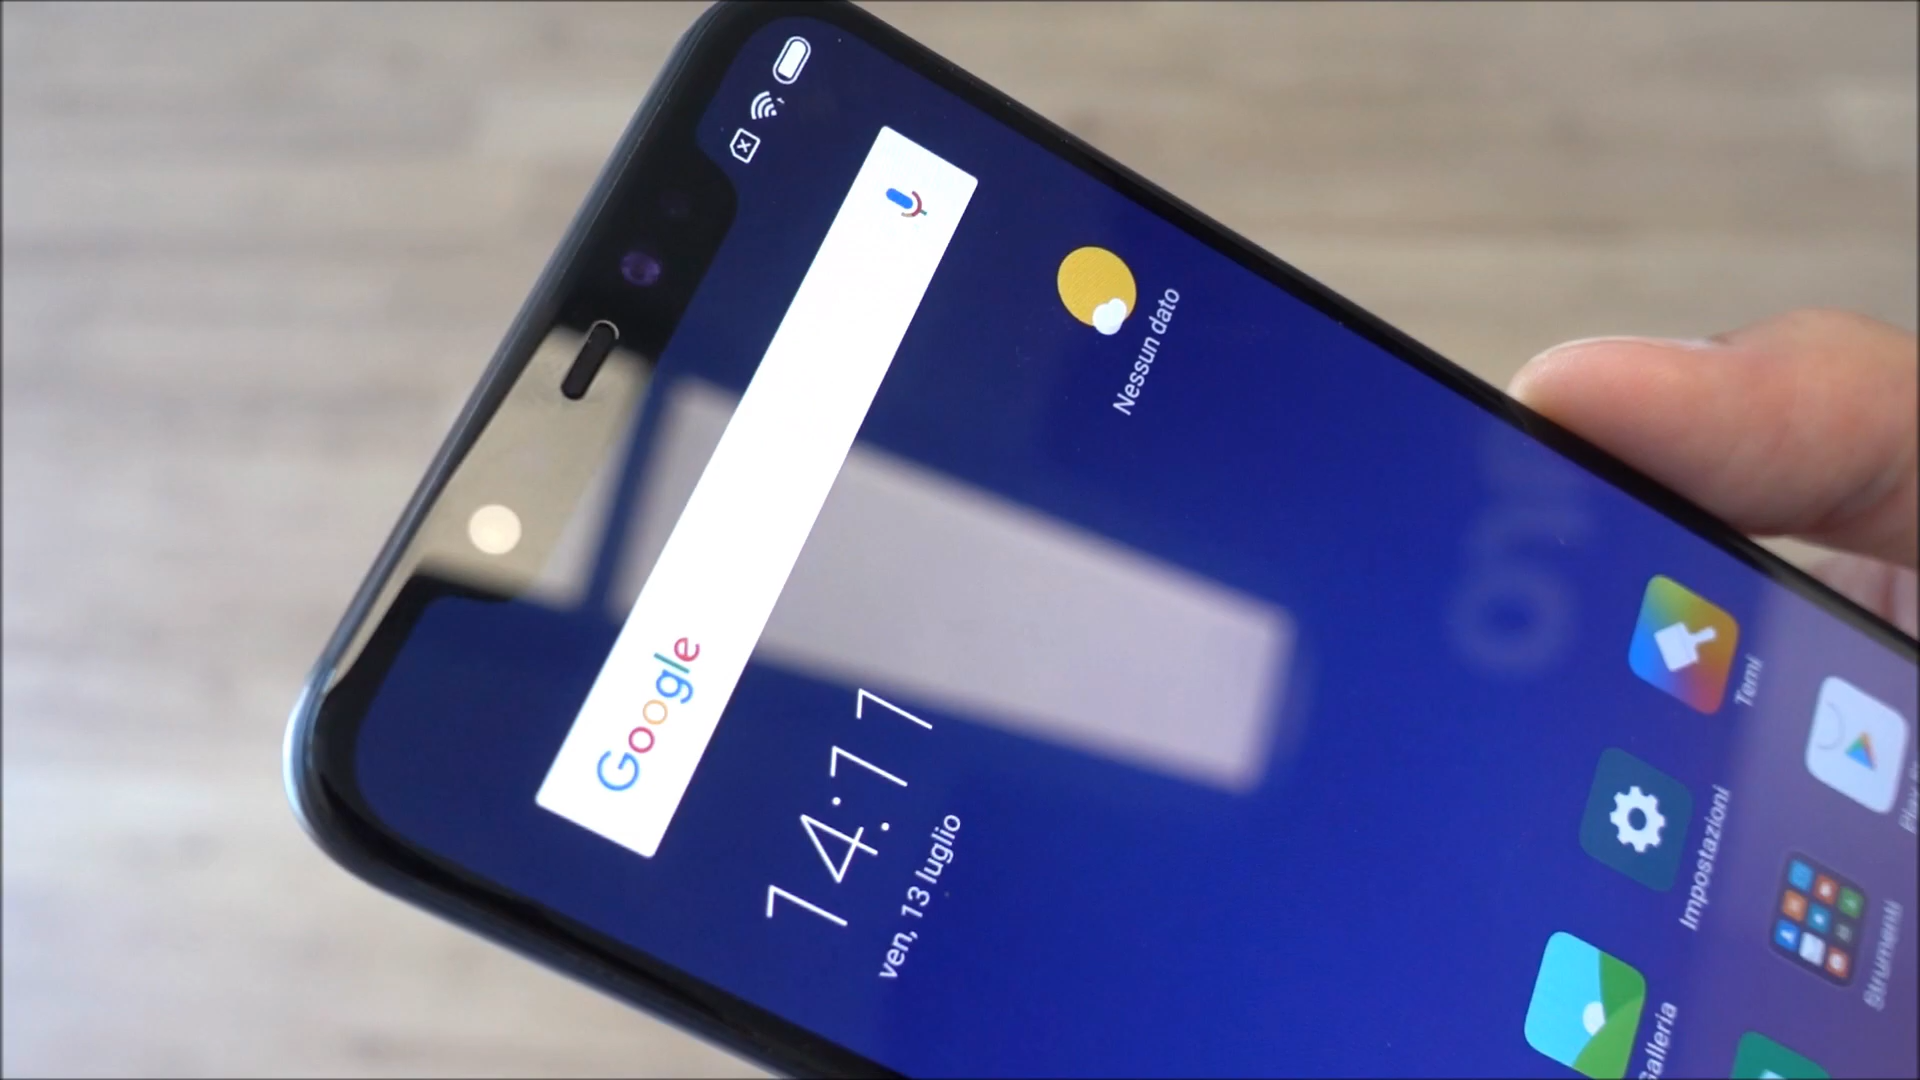 Google
14:11
ven, 13 luglio
Nessun dato
Galleria
Impostazioni
Temi
Strumenti